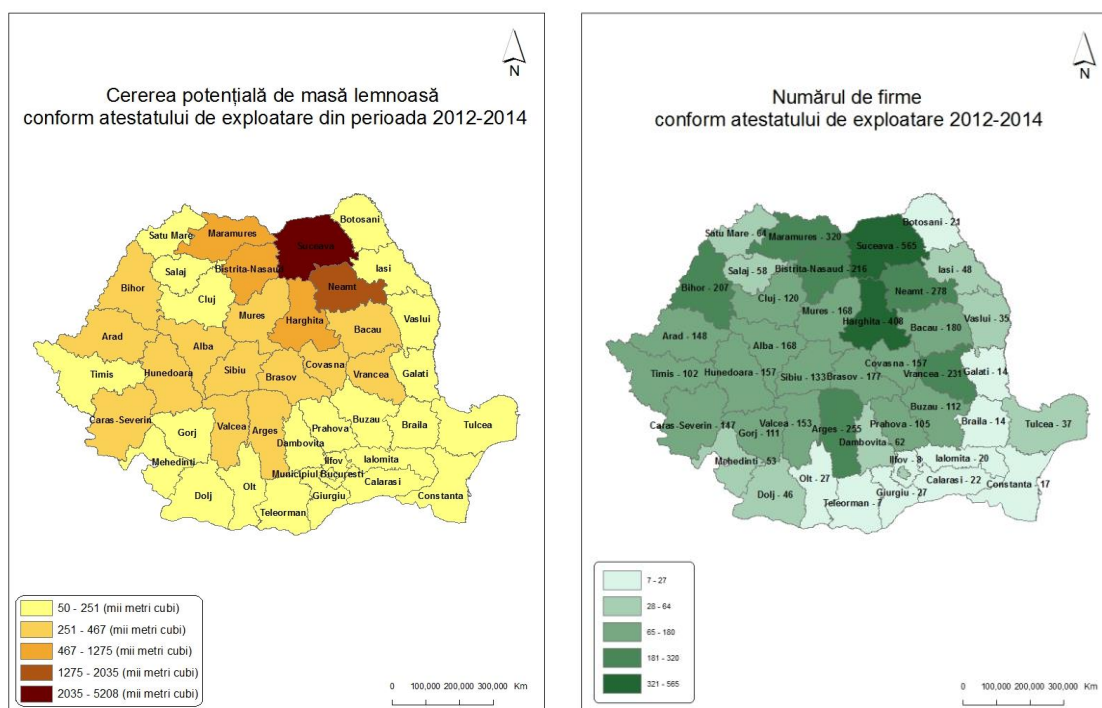 N
Cererea potențială de masă lemnoasă
conform atestatului de exploatare din perioada 2012-2014
Botosani
Satu Mare
Maramures
Suceava
Salaj
Bistrita-Nasaud
Iasi
Bihor
Cluj
Neamt
Mures
Harghita
Vaslui
Arad
Alba
Bacau
Timis
Hunedoara
Sibiu
Brasov
Covasna
Vrancea
Galati
Caras-Severin
Gorj
Valcea
Arges
Prahova
Buzau
Braila
Tulcea
Dambovita
Mehedinti
Ilfov
Ialomita
Municipiul Bucuresti
Calarasi
Dolj
Olt
Giurgiu
Constanta
Teleorman
50 - 251 (mii metri cubi)
251 - 467 (mii metri cubi)
467 - 1275 (mii metri cubi)
1275 - 2035 (mii metri cubi)
2035 - 5208 (mii metri cubi)
0 100,000 200,000 300,000 Km
N
Numărul de firme
conform atestatului de exploatare 2012-2014
Botosani - 21
Satu Mare - 64
Maramures - 320
Suceava - 565
Salaj - 58
Bistrita-Nasaud - 216
Iasi - 48
Bihor - 207
Cluj - 120
Neamt - 278
Mures - 168
Harghita - 408
Vaslui - 35
Arad - 148
Alba - 168
Bacau - 180
Timis - 102
Hunedoara - 157
Sibiu - 133
Brasov - 177
Covasna - 157
Vrancea - 231
Galati - 14
Caras-Severin - 147
Gorj - 111
Valcea - 153
Arges - 255
Prahova - 105
Buzau - 112
Braila - 14
Tulcea - 37
Dambovita - 62
Mehedinti - 53
Ilfov - 8
Ialomita - 20
Calarasi - 22
Dolj - 46
Olt - 27
Giurgiu - 27
Constanta - 17
Teleorman - 7
7 - 27
28 - 64
65 - 180
181 - 320
321 - 565
0 100,000 200,000 300,000 Km